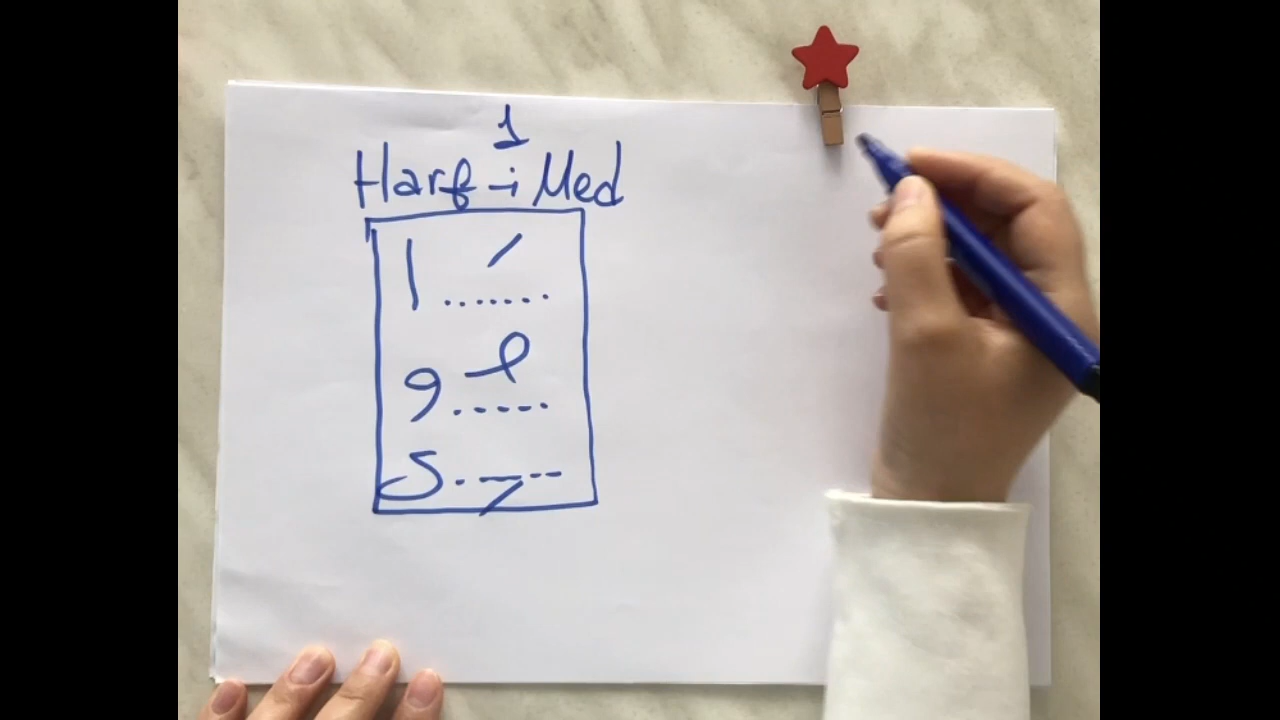 1
Harf-i Med
ا َ .......
و ُ .....
ى .----
ِ